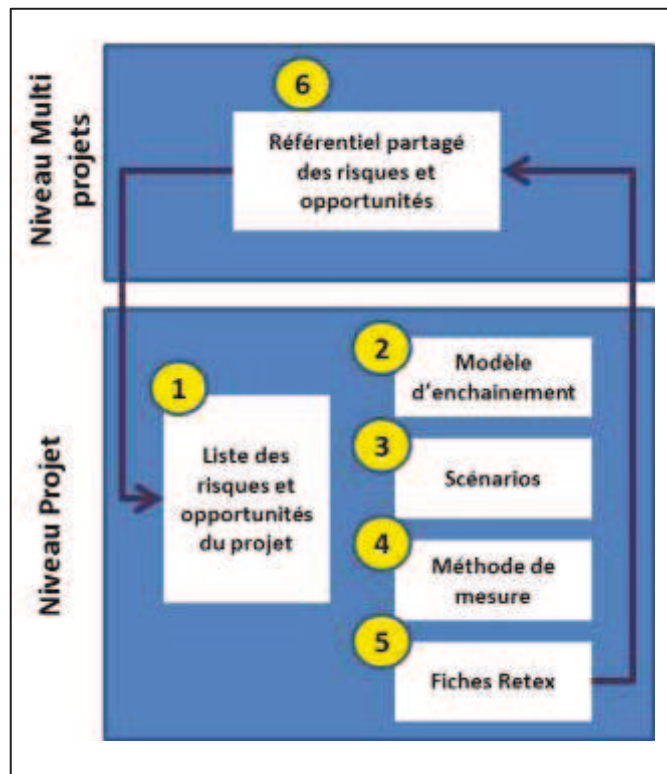 Niveau Multi
projets
6
Référentiel partagé
des risques et
opportunités
Niveau Projet
1
Liste des
risques et
opportunités
du projet
2
Modèle
d'enchainement
3
Scénarios
4
Méthode de
mesure
5
Fiches Retex